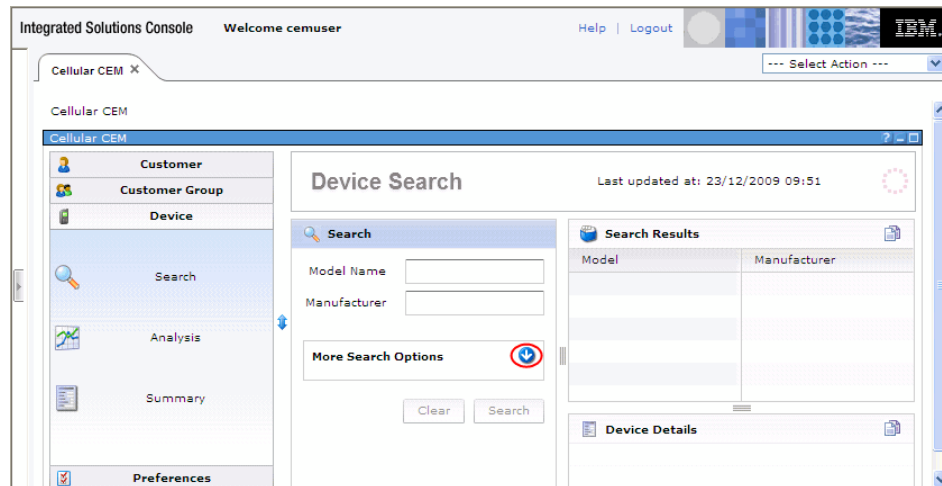 Integrated Solutions Console Welcome cemuser Help | Logout IBM.
Cellular CEM ×
--- Select Action ---
Cellular CEM
Cellular CEM ? – □
Customer
Customer Group
Device
Search
Analysis
Summary
Preferences
Device Search
Last updated at: 23/12/2009 09:51
Search
Model Name
Manufacturer
More Search Options
Clear Search
Search Results
Model Manufacturer
Device Details